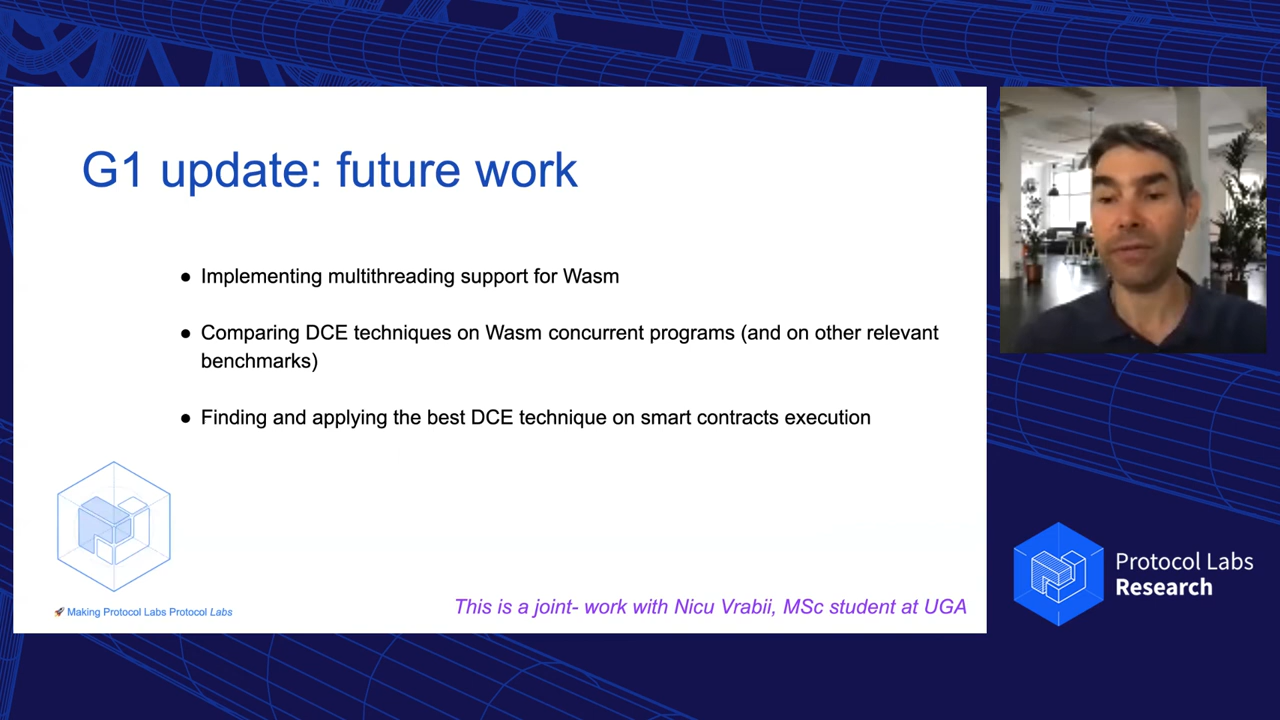 G1 update: future work
● Implementing multithreading support for Wasm
● Comparing DCE techniques on Wasm concurrent programs (and on other relevant
benchmarks)
● Finding and applying the best DCE technique on smart contracts execution
🚀 Making Protocol Labs Protocol Labs
This is a joint- work with Nicu Vrabii, MSc student at UGA
Protocol Labs
Research